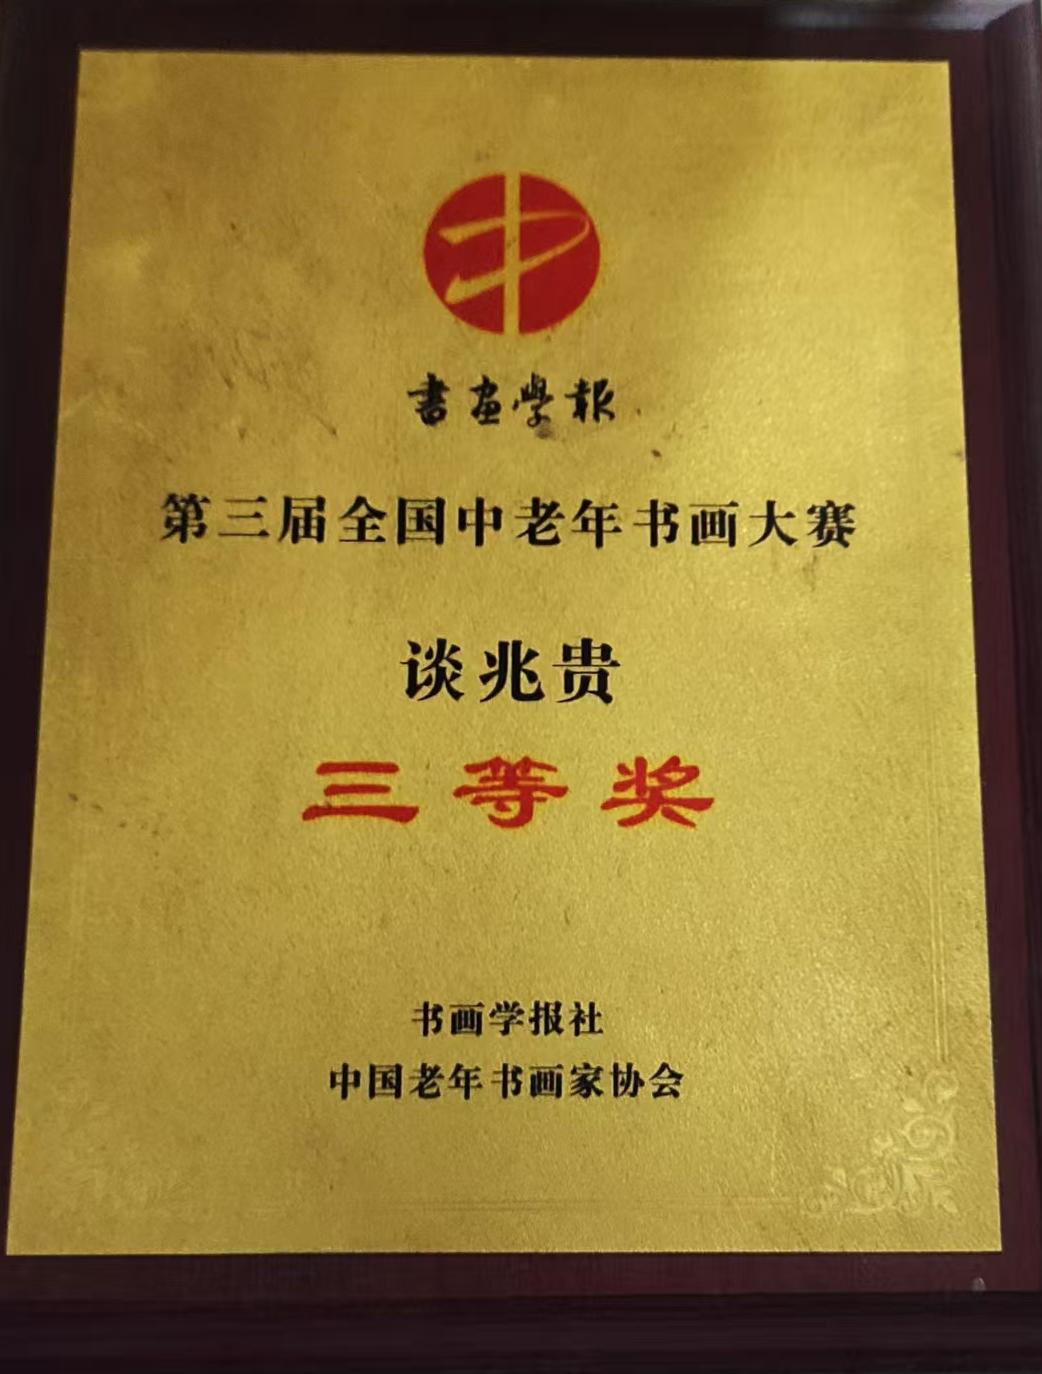 書畫學報
第三届全国中老年书画大赛
谈兆贵
三等奖
书画学报社
中国老年书画家协会